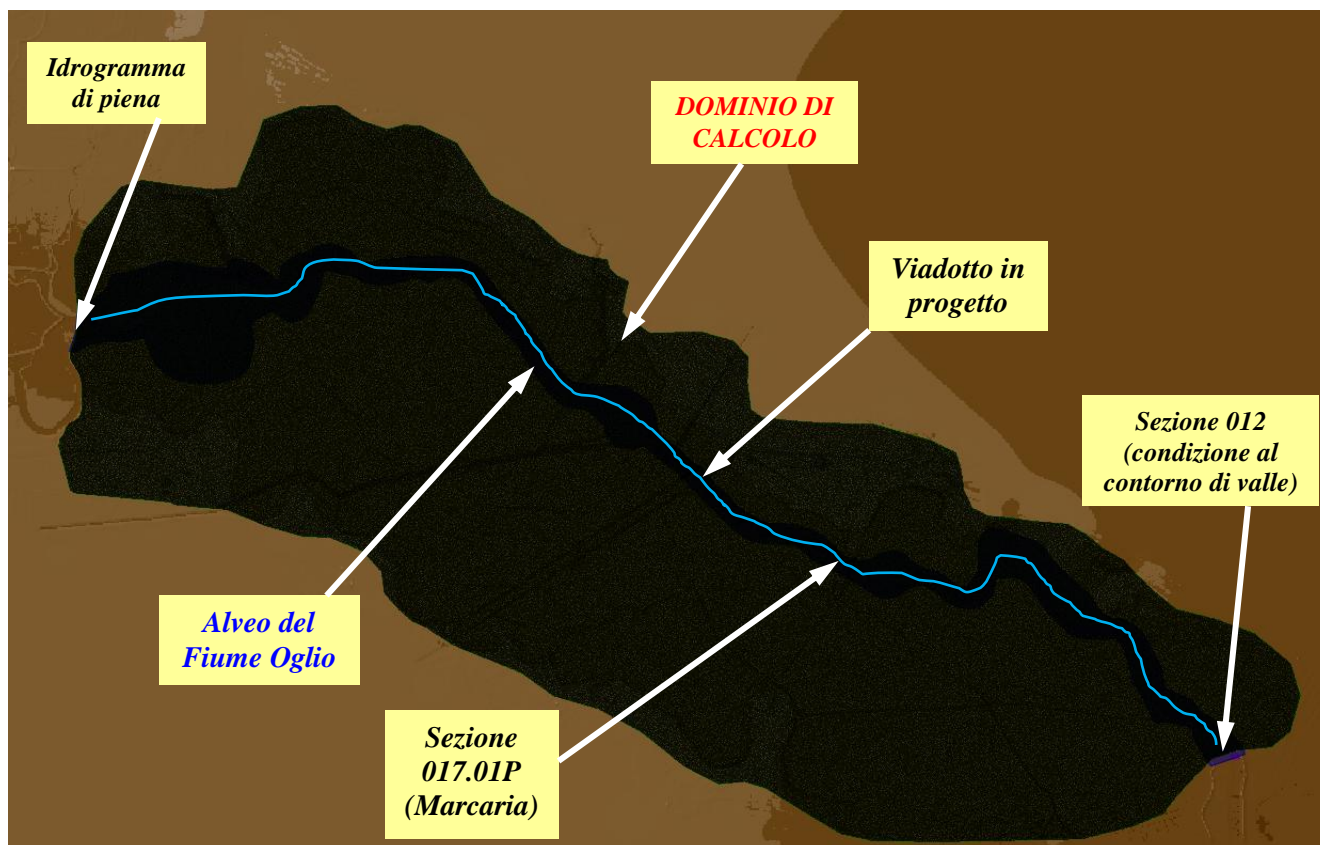 Idrogramma
di piena
DOMINIO DI
CALCOLO
Viadotto in
progetto
Sezione 012
(condizione al
contorno di valle)
Alveo del
Fiume Oglio
Sezione
017.01P
(Marcaria)